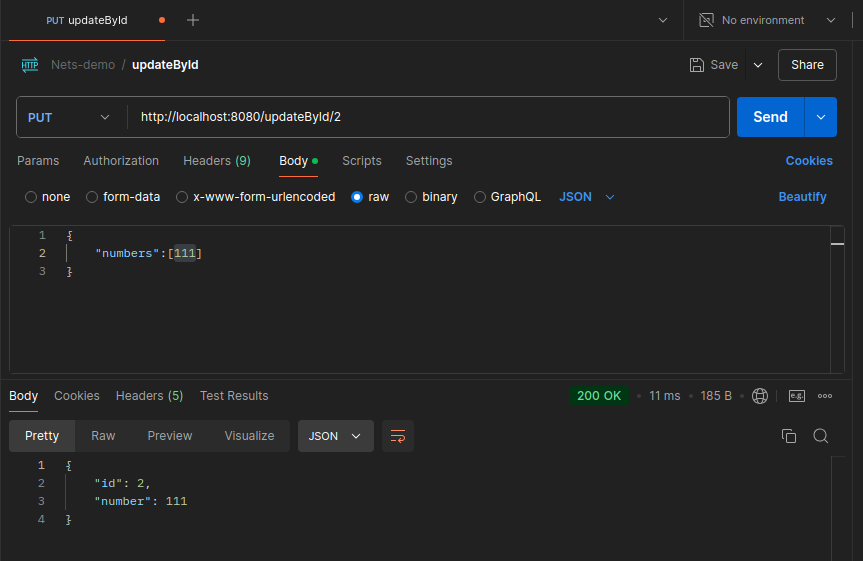 PUT updateById
No environment
HTTP Nets-demo / updateById
Save
Share
PUT
http://localhost:8080/updateById/2
Send
Params Authorization Headers (9) Body Scripts Settings Cookies
none form-data x-www-form-urlencoded raw binary GraphQL JSON Beautify
1 {
2 "numbers":[111]
3 }
Body Cookies Headers (5) Test Results 200 OK • 11 ms • 185 B • e.g.
Pretty Raw Preview Visualize JSON
1 {
2 "id": 2,
3 "number": 111
4 }